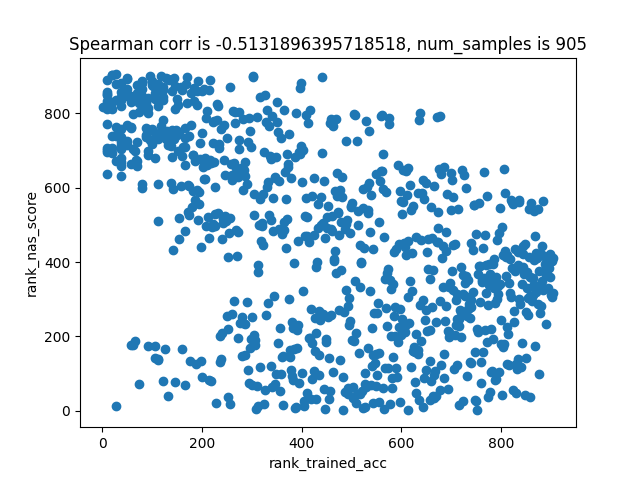 Spearman corr is -0.5131896395718518, num_samples is 905
rank_nas_score
800
600
400
200
0
0 200 400 600 800
rank_trained_acc